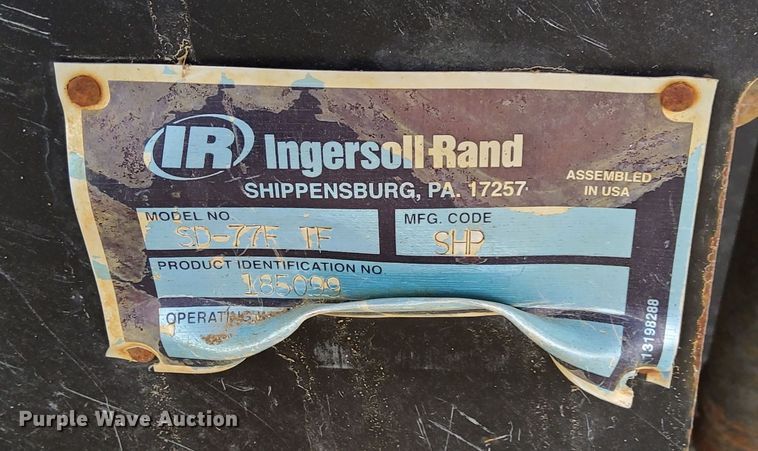 IR Ingersoll-Rand
SHIPPENSBURG, PA. 17257
ASSEMBLED
IN USA
MODEL NO.
SD-77F TF
MFG. CODE
SHP
PRODUCT IDENTIFICATION NO
185099
OPERATING
13198288
Purple Wave Auction